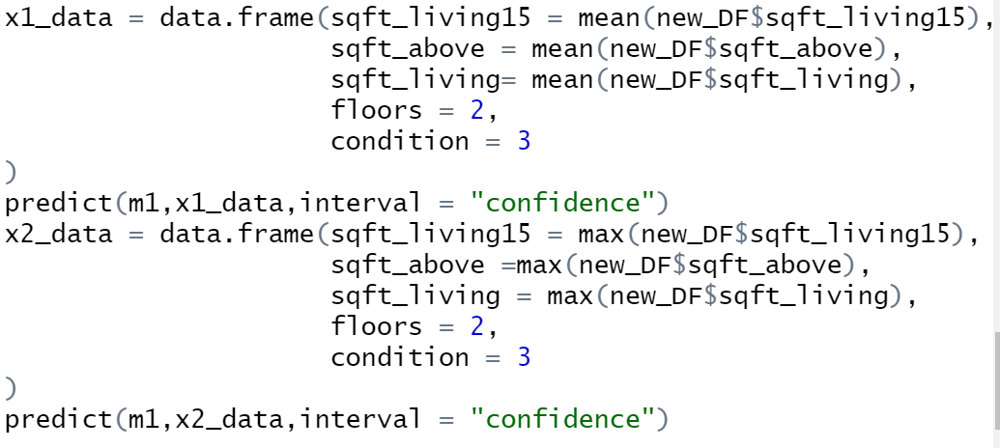 x1_data = data.frame(sqft_living15 = mean(new_DF$sqft_living15),
sqft_above = mean(new_DF$sqft_above),
sqft_living= mean(new_DF$sqft_living),
floors = 2,
condition = 3
)
predict(m1,x1_data,interval = "confidence")
x2_data = data.frame(sqft_living15 = max(new_DF$sqft_living15),
sqft_above =max(new_DF$sqft_above),
sqft_living = max(new_DF$sqft_living),
floors = 2,
condition = 3
)
predict(m1,x2_data,interval = "confidence")